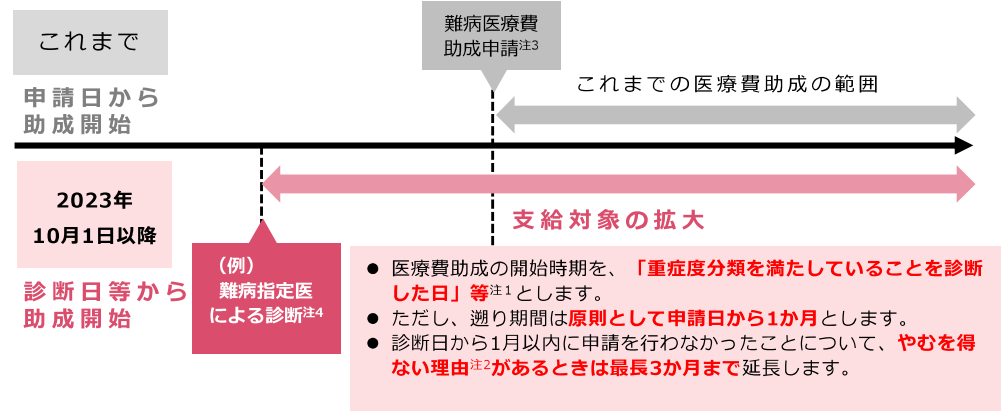 これまで
申請日から
助成開始
難病医療費
助成申請注3
これまでの医療費助成の範囲
2023年
10月1日以降
診断日等から
助成開始
支給対象の拡大
（例）
難病指定医
による診断注4
● 医療費助成の開始時期を、「重症度分類を満たしていることを診断
した日」等注1とします。
● ただし、遡り期間は原則として申請日から1か月とします。
● 診断日から1月以内に申請を行わなかったことについて、やむを得
ない理由注2があるときは最長3か月まで延長します。